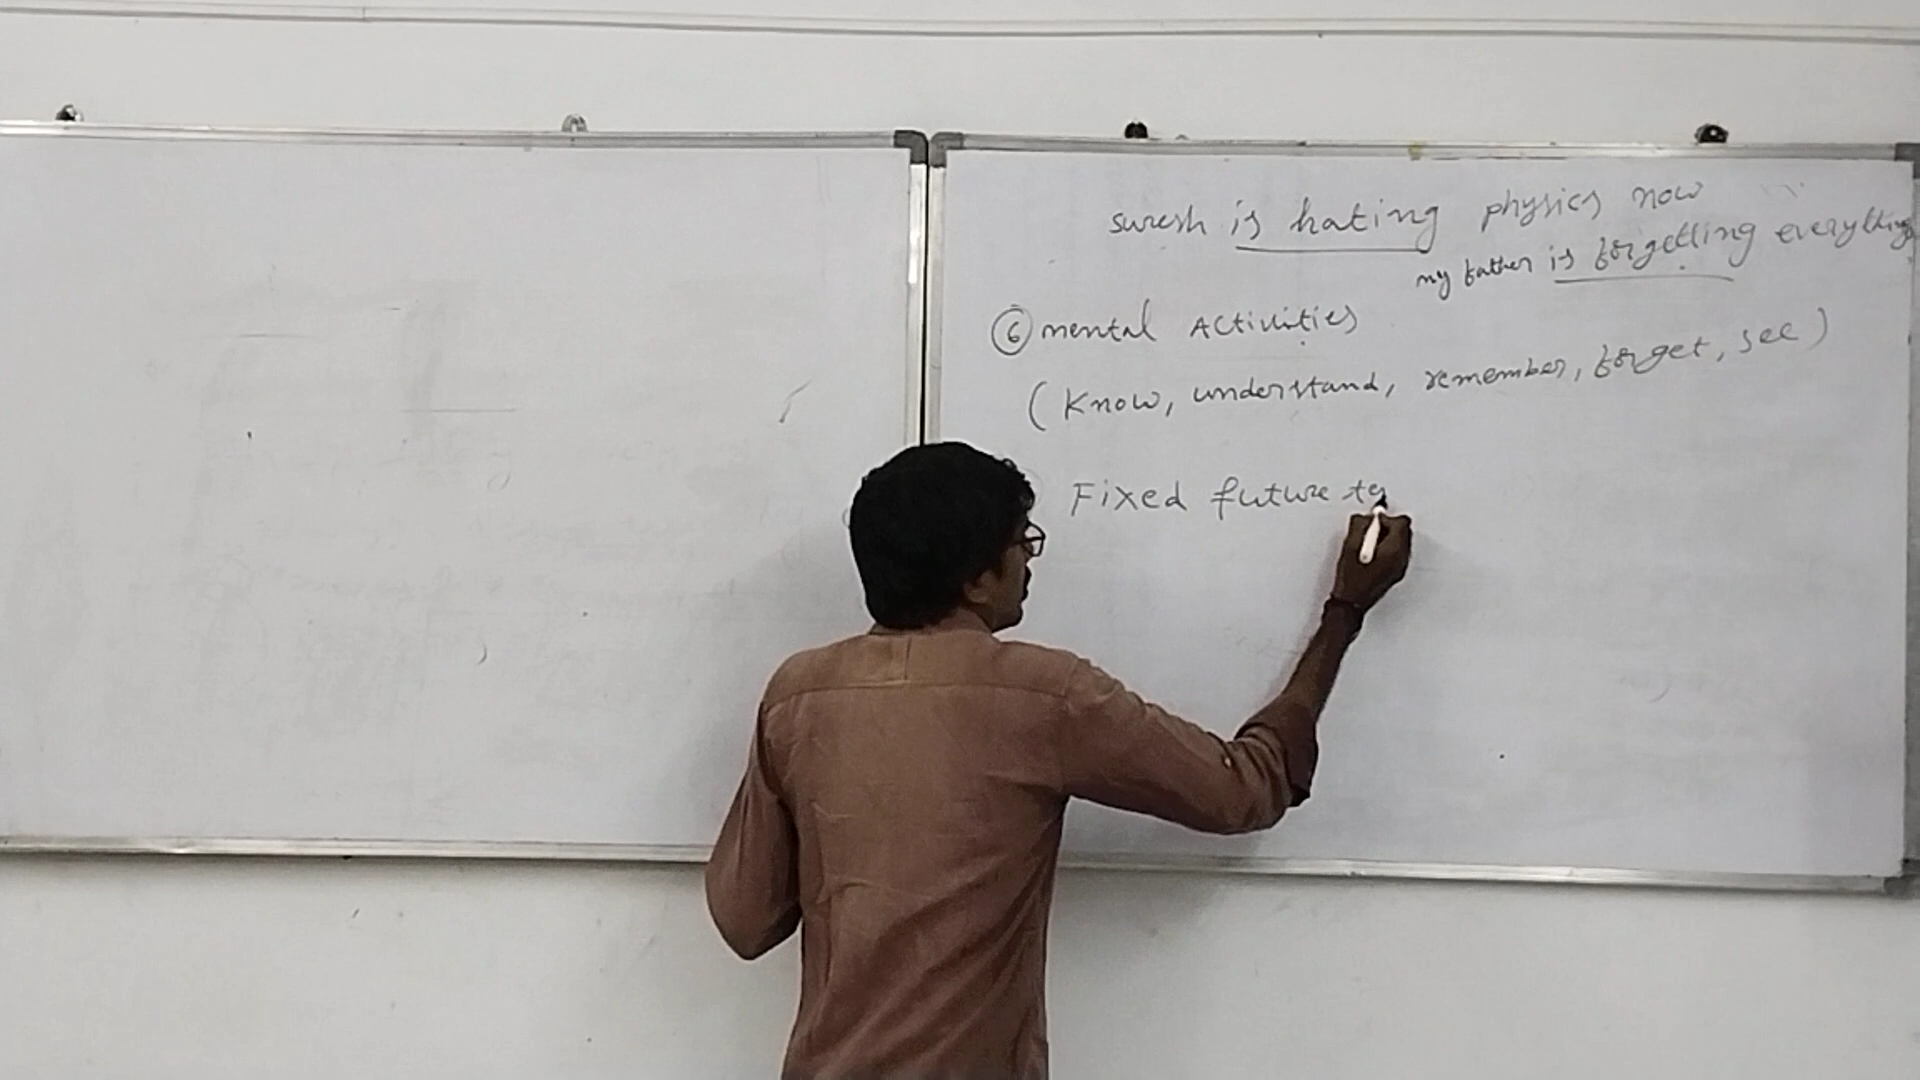 suresh is hating physics now
my father is forgetting everything
⑥ mental Activities
(Know, understand, remember, forget, see)
Fixed future te